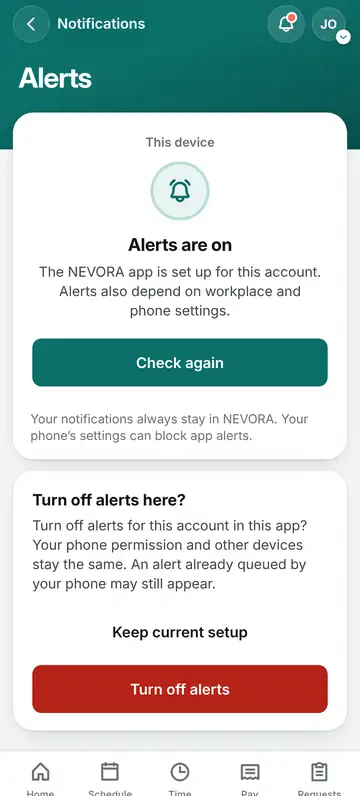 Notifications
JO
Alerts
This device
Alerts are on
The NEVORA app is set up for this account.
Alerts also depend on workplace and
phone settings.
Check again
Your notifications always stay in NEVORA. Your
phone’s settings can block app alerts.
Turn off alerts here?
Turn off alerts for this account in this app?
Your phone permission and other devices
stay the same. An alert already queued by
your phone may still appear.
Keep current setup
Turn off alerts
Home Schedule Time Pay Requests